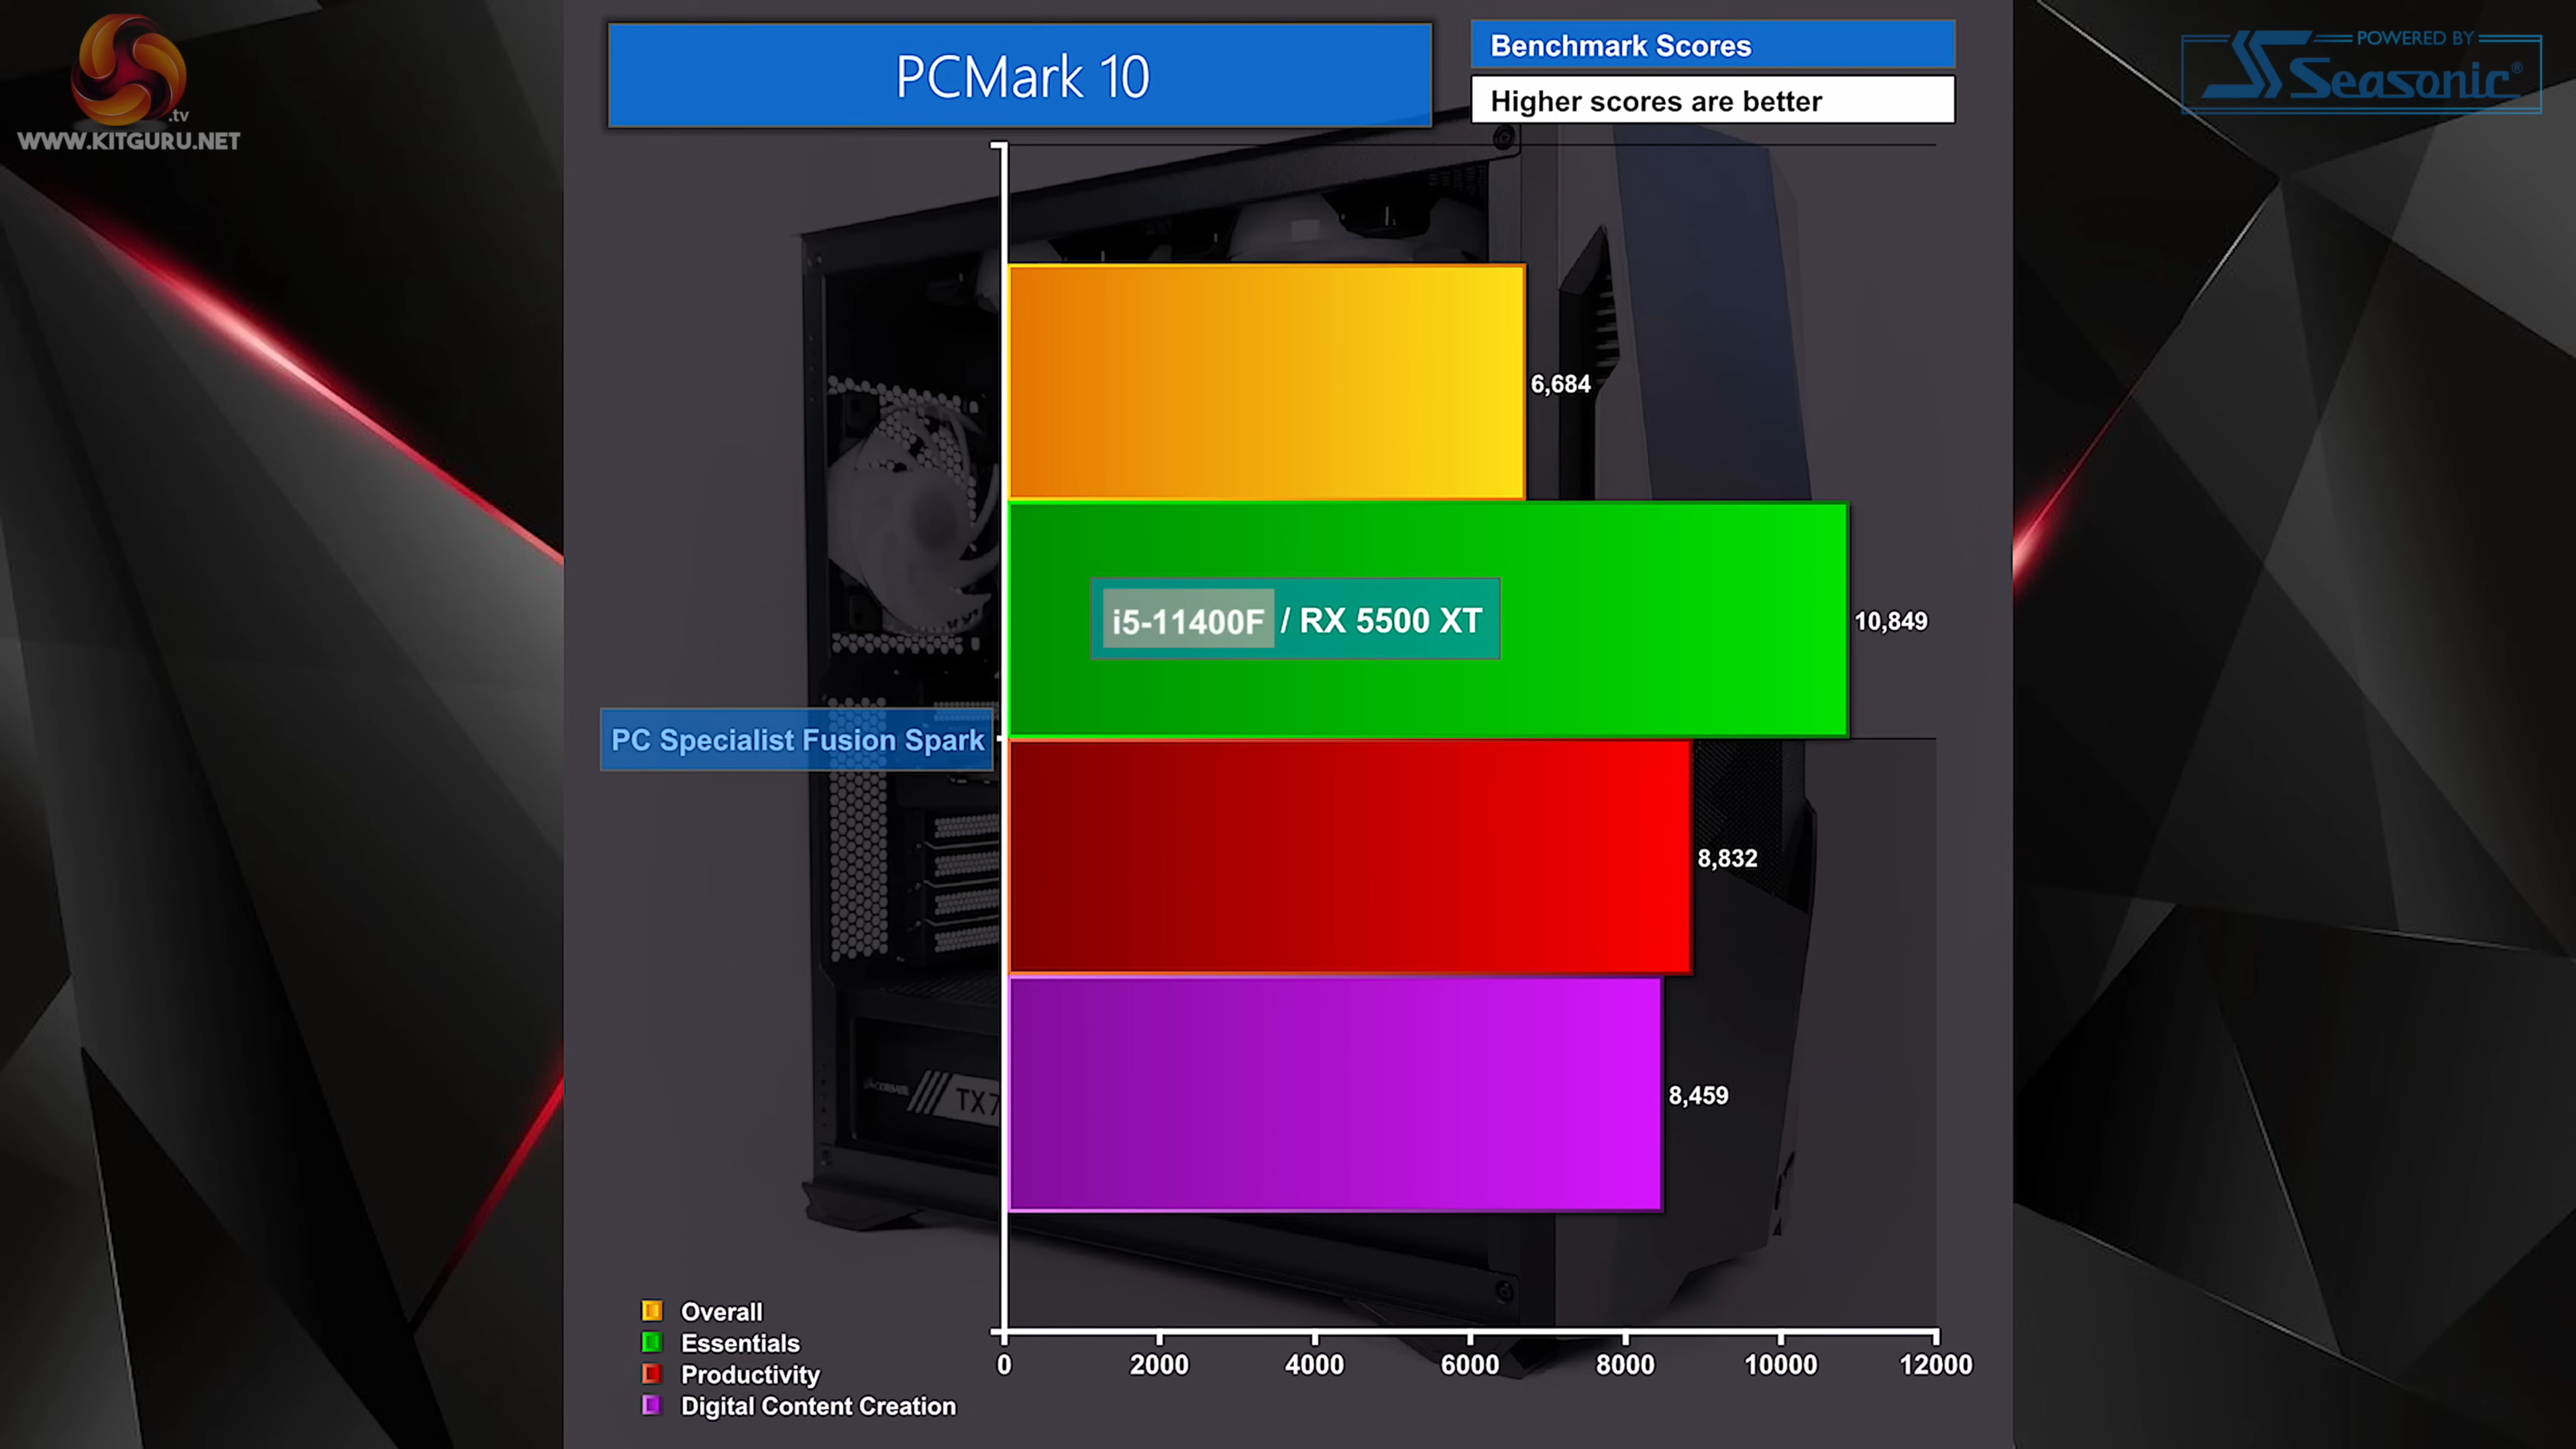 .tv
WWW.KITGURU.NET
PCMark 10
Benchmark Scores
Higher scores are better
POWERED BY
Seasonic®
6,684
i5-11400F / RX 5500 XT
10,849
PC Specialist Fusion Spark
8,832
CORSAIR
TX7
8,459
Overall
Essentials
Productivity
Digital Content Creation
0 2000 4000 6000 8000 10000 12000